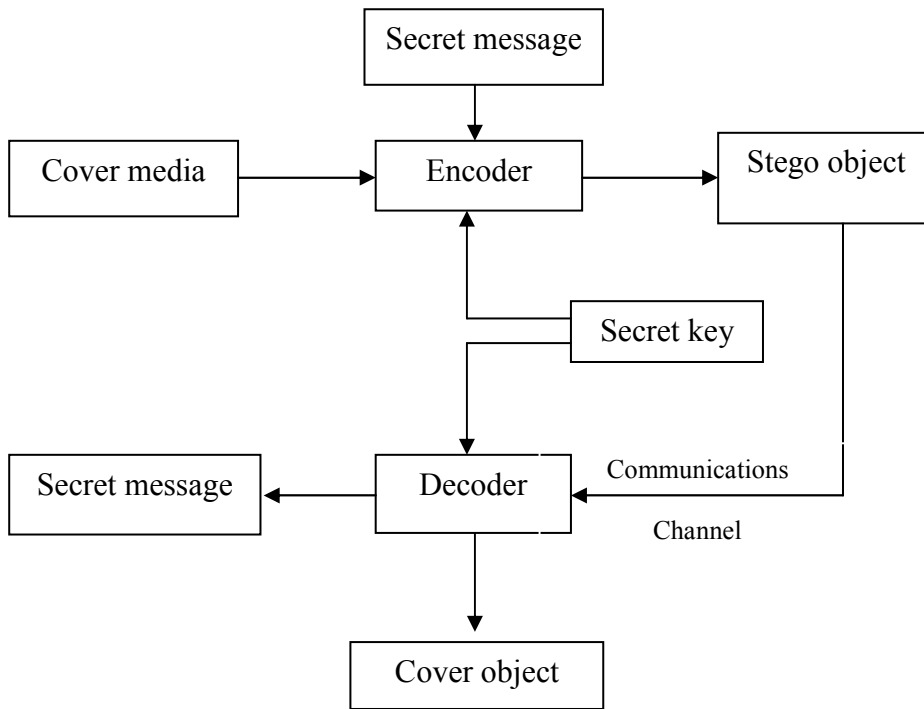 Secret message
Cover media
Encoder
Stego object
Secret key
Secret message
Decoder
Communications
Channel
Cover object